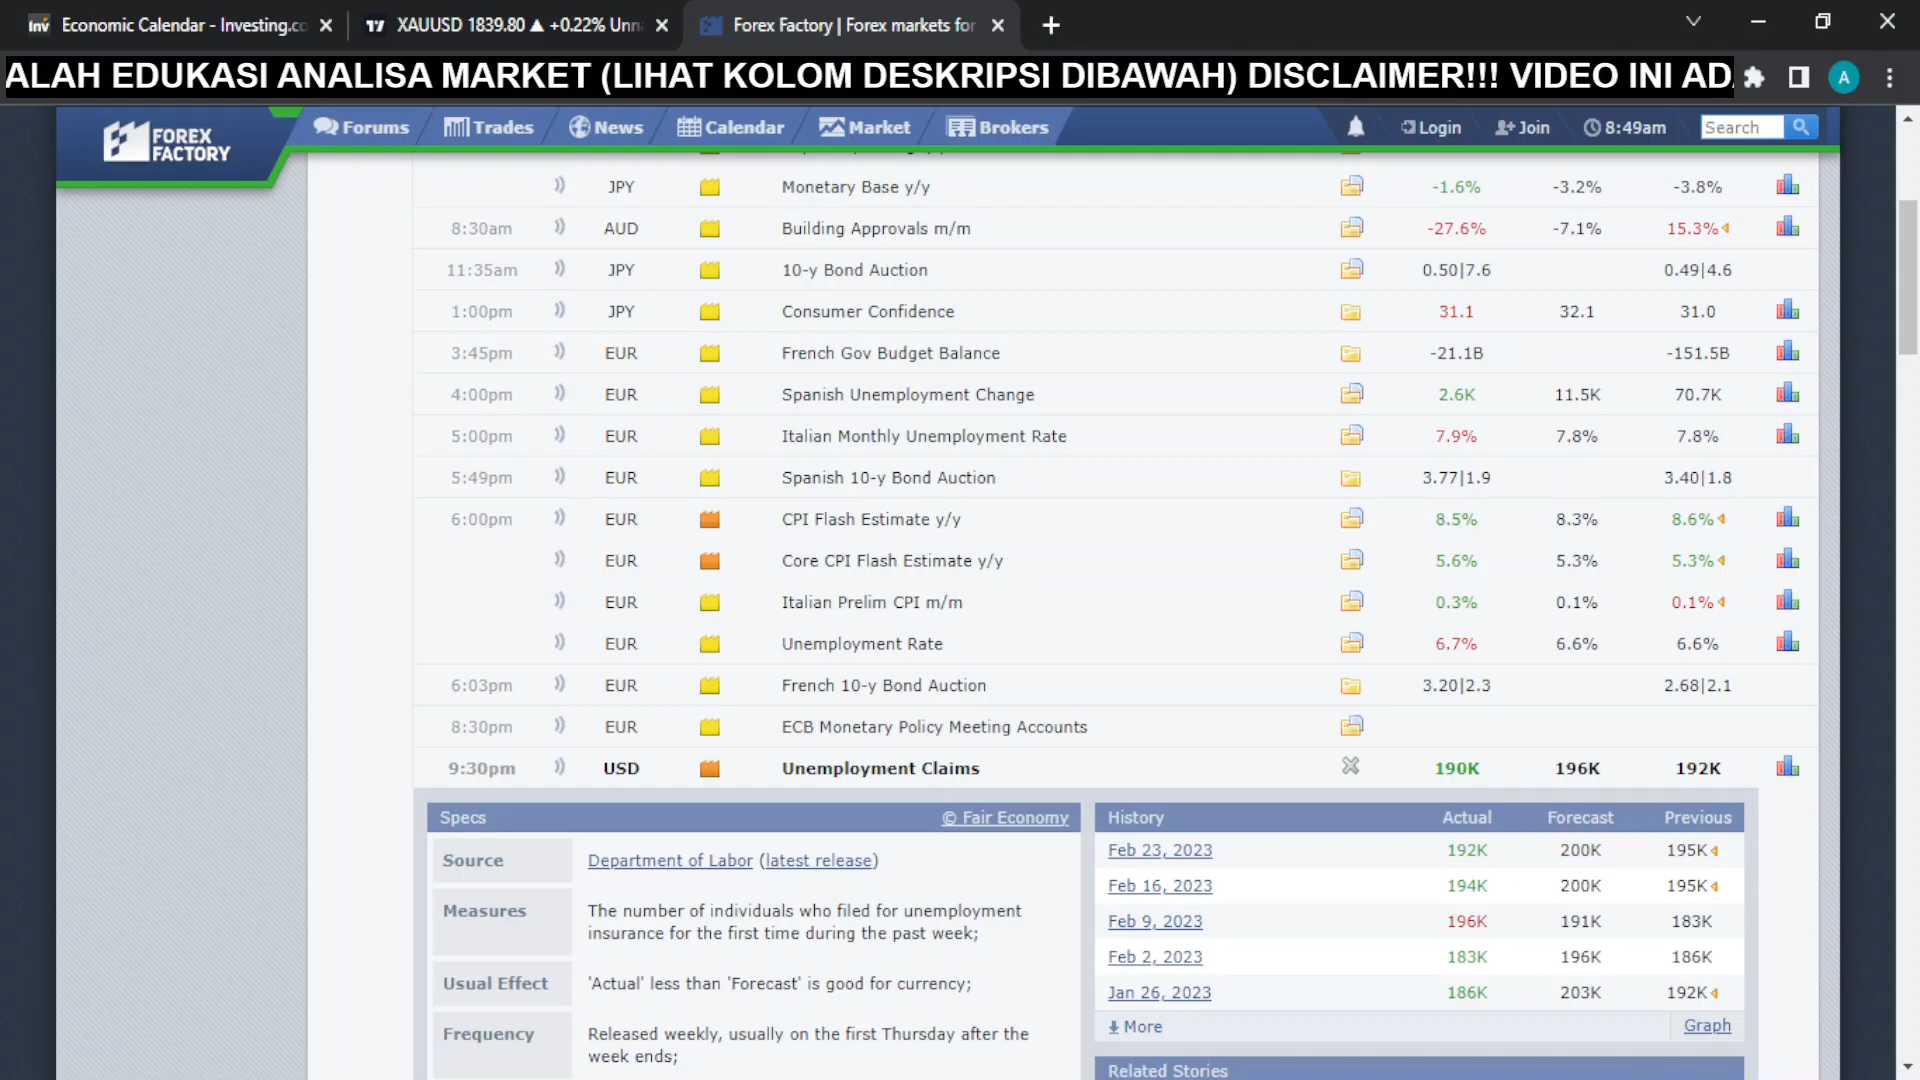 Economic Calendar - Investing.co
XAUUSD 1839.80 ▲ +0.22% Unn
Forex Factory | Forex markets for
ALAH EDUKASI ANALISA MARKET (LIHAT KOLOM DESKRIPSI DIBAWAH) DISCLAIMER!!! VIDEO INI AD
A
FOREX FACTORY
Forums Trades News Calendar Market Brokers Login Join 8:49am Search
JPY Monetary Base y/y -1.6% -3.2% -3.8%
8:30am AUD Building Approvals m/m -27.6% -7.1% 15.3%
11:35am JPY 10-y Bond Auction 0.50|7.6 0.49|4.6
1:00pm JPY Consumer Confidence 31.1 32.1 31.0
3:45pm EUR French Gov Budget Balance -21.1B -151.5B
4:00pm EUR Spanish Unemployment Change 2.6K 11.5K 70.7K
5:00pm EUR Italian Monthly Unemployment Rate 7.9% 7.8% 7.8%
5:49pm EUR Spanish 10-y Bond Auction 3.77|1.9 3.40|1.8
6:00pm EUR CPI Flash Estimate y/y 8.5% 8.3% 8.6%
EUR Core CPI Flash Estimate y/y 5.6% 5.3% 5.3%
EUR Italian Prelim CPI m/m 0.3% 0.1% 0.1%
EUR Unemployment Rate 6.7% 6.6% 6.6%
6:03pm EUR French 10-y Bond Auction 3.20|2.3 2.68|2.1
8:30pm EUR ECB Monetary Policy Meeting Accounts
9:30pm USD Unemployment Claims 190K 196K 192K
Specs © Fair Economy
Source Department of Labor (latest release)
Measures The number of individuals who filed for unemployment
insurance for the first time during the past week;
Usual Effect 'Actual' less than 'Forecast' is good for currency;
Frequency Released weekly, usually on the first Thursday after the
week ends;
History Actual Forecast Previous
Feb 23, 2023 192K 200K 195K
Feb 16, 2023 194K 200K 195K
Feb 9, 2023 196K 191K 183K
Feb 2, 2023 183K 196K 186K
Jan 26, 2023 186K 203K 192K
More Graph
Related Stories